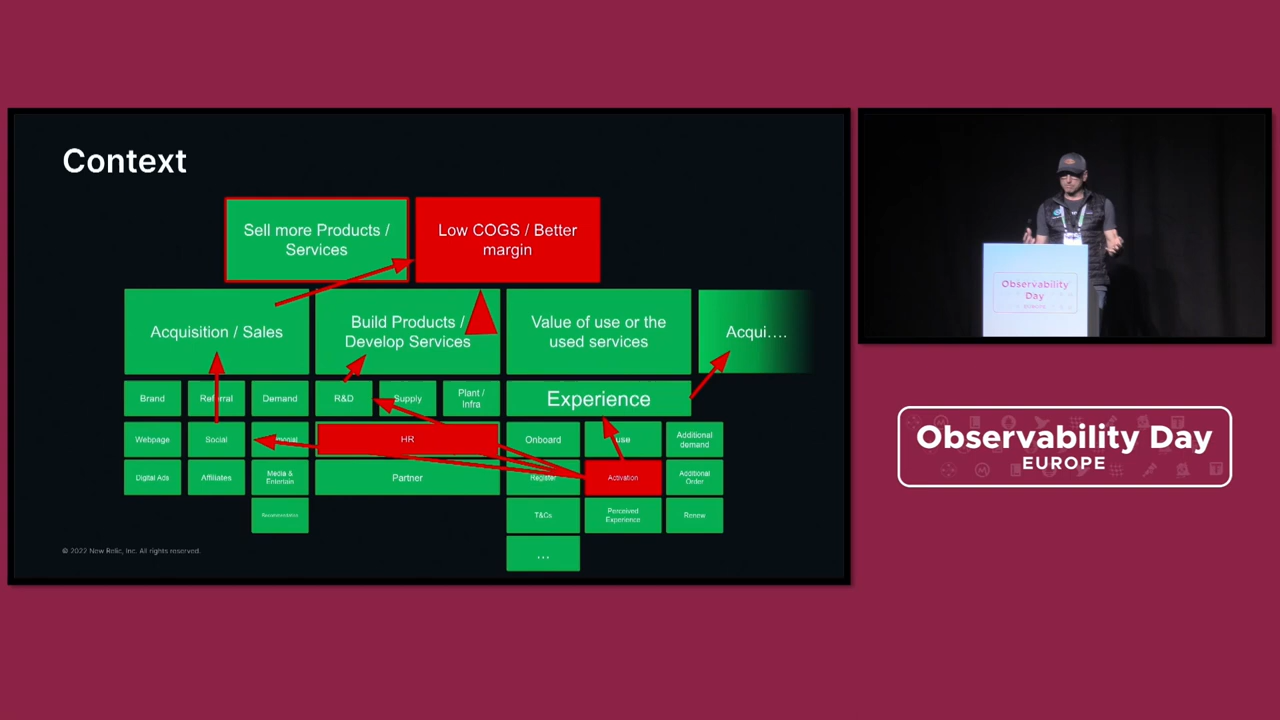 Context
Sell more Products /
Services
Low COGS / Better
margin
Acquisition / Sales
Build Products /
Develop Services
Value of use or the
used services
Acqui....
Brand
Referral
Demand
R&D
Supply
Plant /
Infra
Experience
Webpage
Social
HR
Onboard
use
Additional
demand
Digital Ads
Affiliates
Media &
Entertain
Partner
Register
Activation
Additional
Order
Recommendation
T&Cs
Perceived
Experience
Renew
...
© 2022 New Relic, Inc. All rights reserved.
Observability
Day
Observability Day
EUROPE